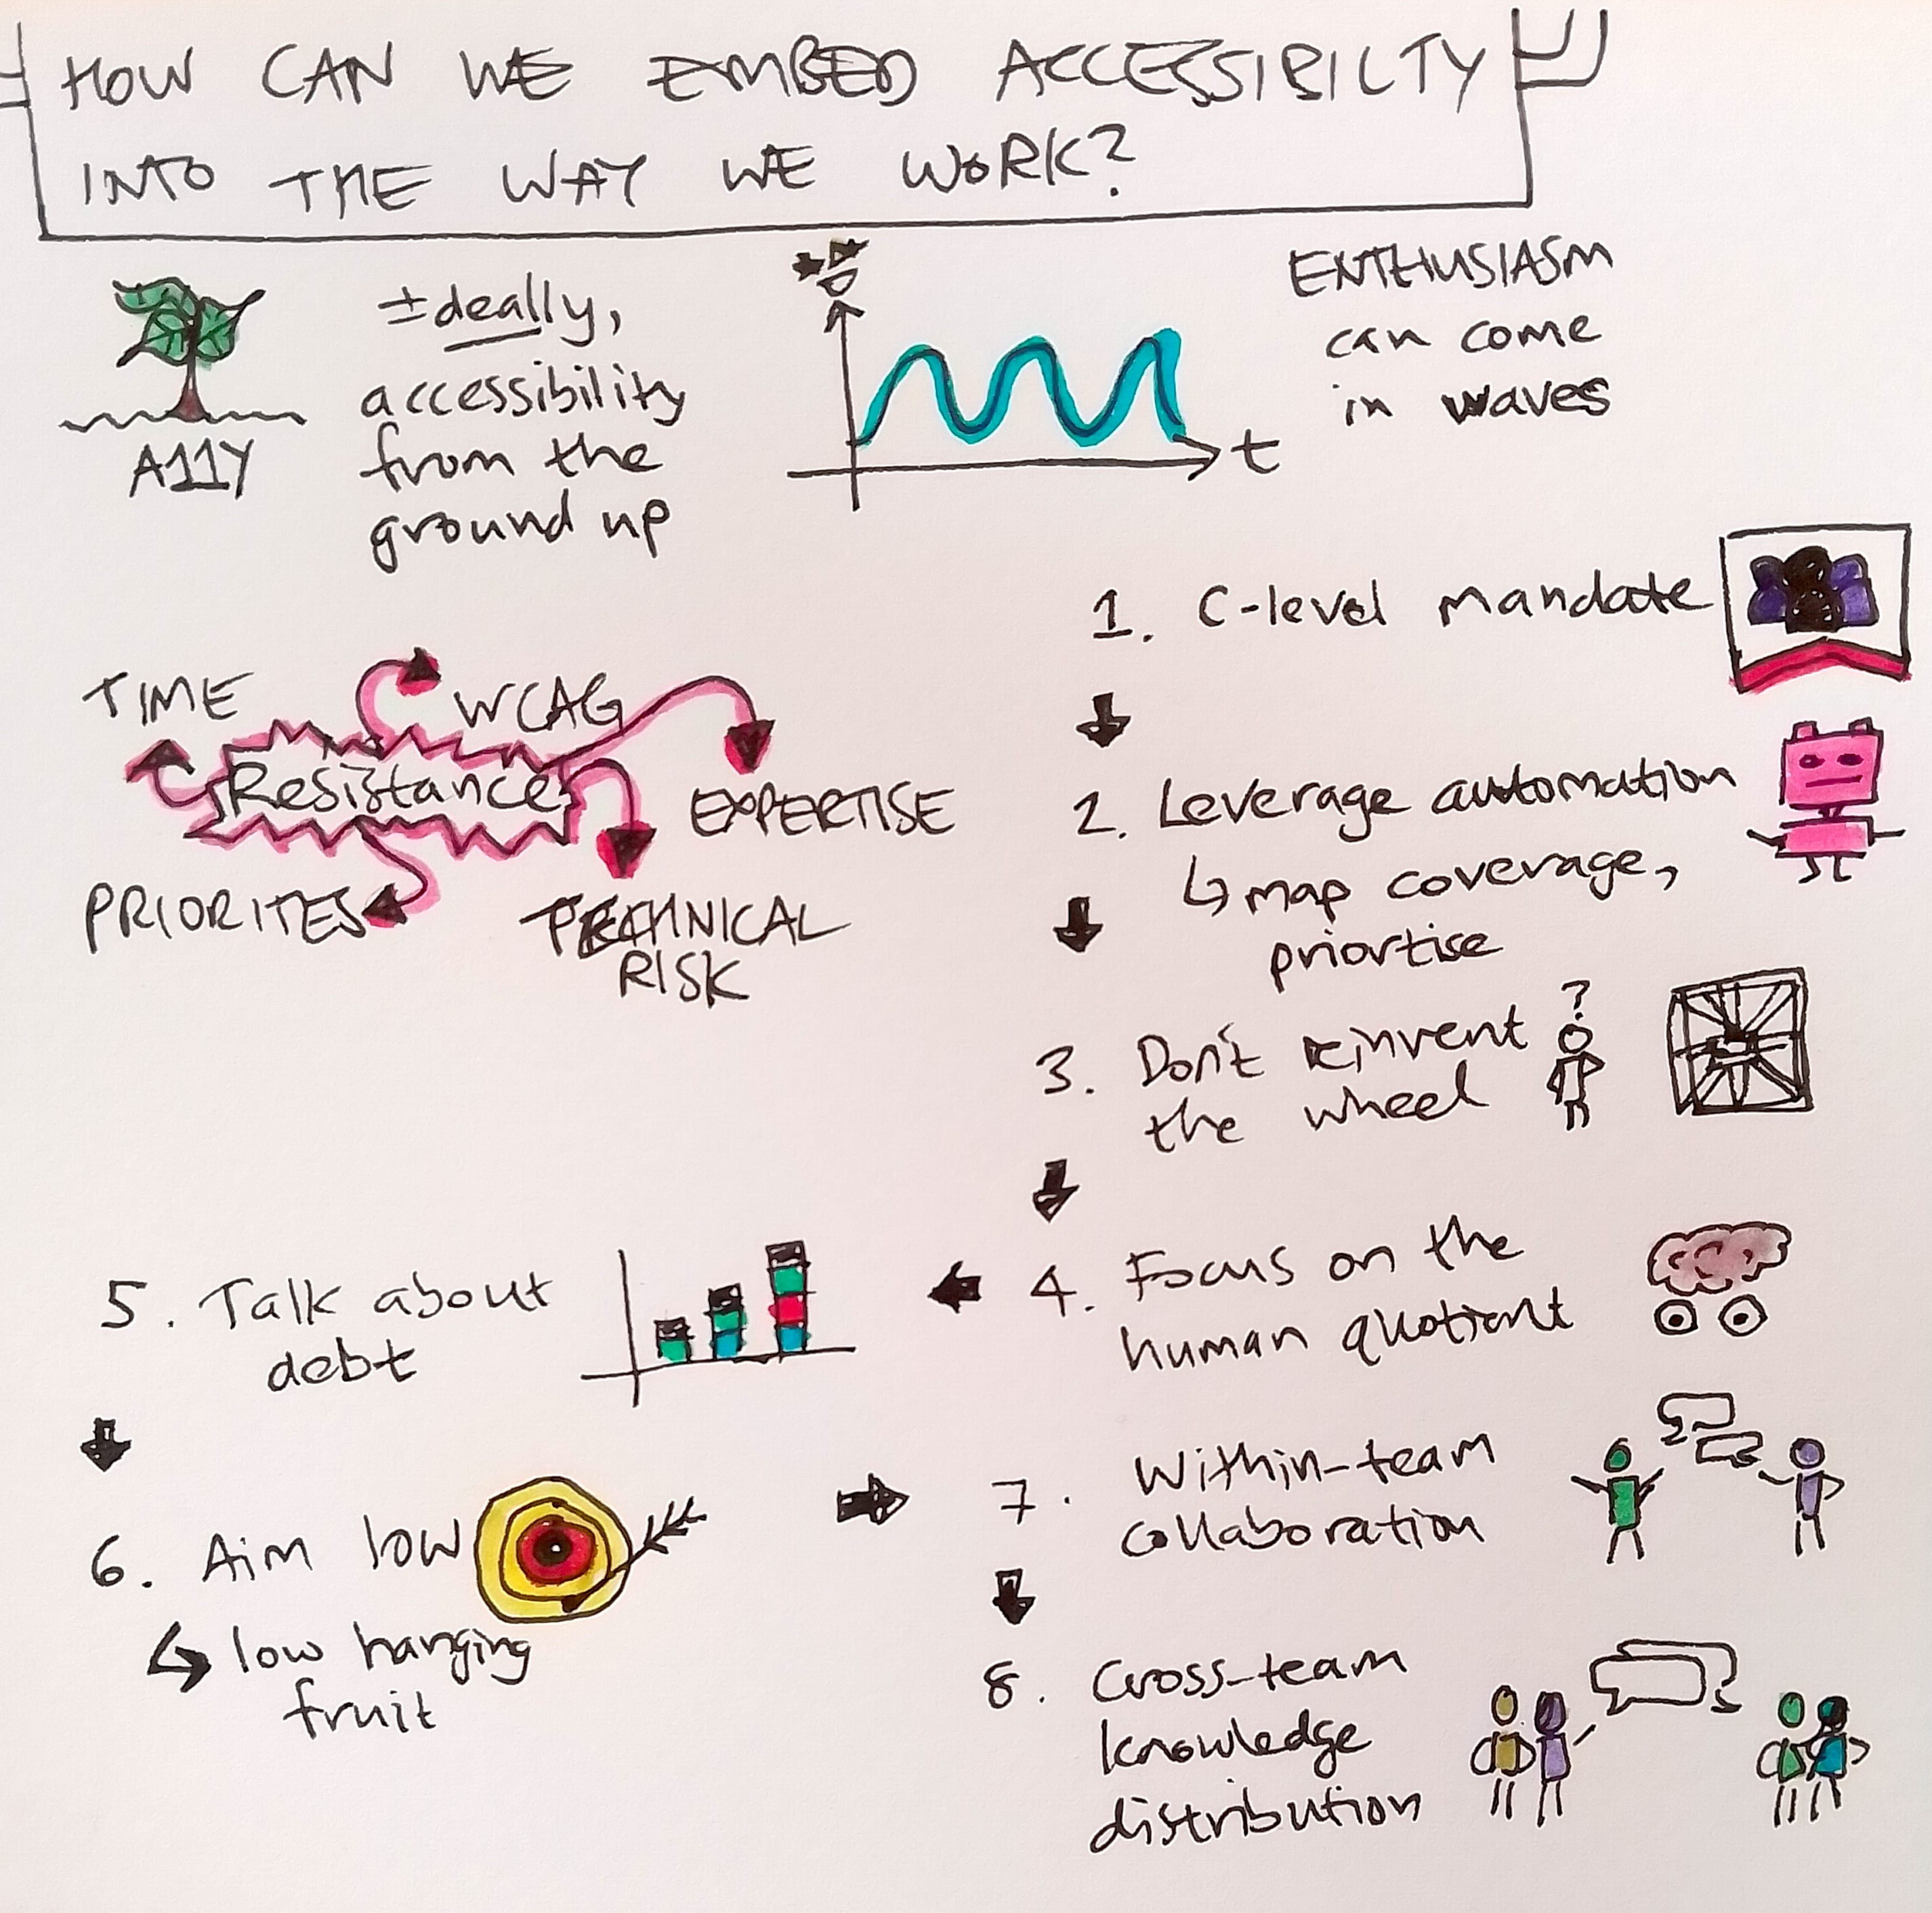 HOW CAN WE EMBED ACCESSIBILTY
INTO THE WAY WE WORK?
A11Y
Ideally,
accessibility
from the
ground up
t
ENTHUSIASM
can come
in waves
TIME
WCAG
Resistance
EXPERTISE
PRIORITES
TECHNICAL
RISK
1. C-level mandate
2. Leverage automation
↳ map coverage,
priortise
3. Don't reinvent
the wheel
?
4. Focus on the
human quotient
5. Talk about
debt
6. Aim low
↳ low hanging
fruit
7. Within-team
collaboration
8. Cross-team
knowledge
distribution